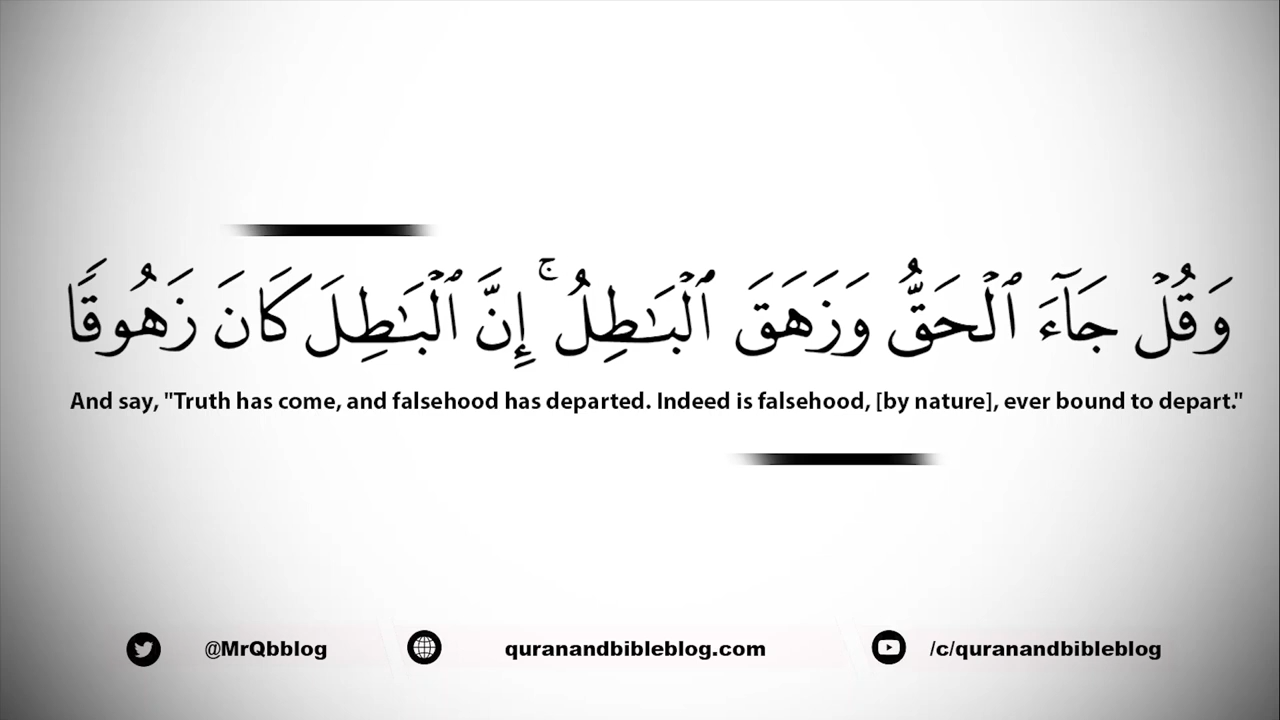 وَقُلْ جَآءَ ٱلْحَقُّ وَزَهَقَ ٱلْبَـٰطِلُ ۚ إِنَّ ٱلْبَـٰطِلَ كَانَ زَهُوقًا
And say, "Truth has come, and falsehood has departed. Indeed is falsehood, [by nature], ever bound to depart."
@MrQbblog quranandbibleblog.com /c/quranandbibleblog